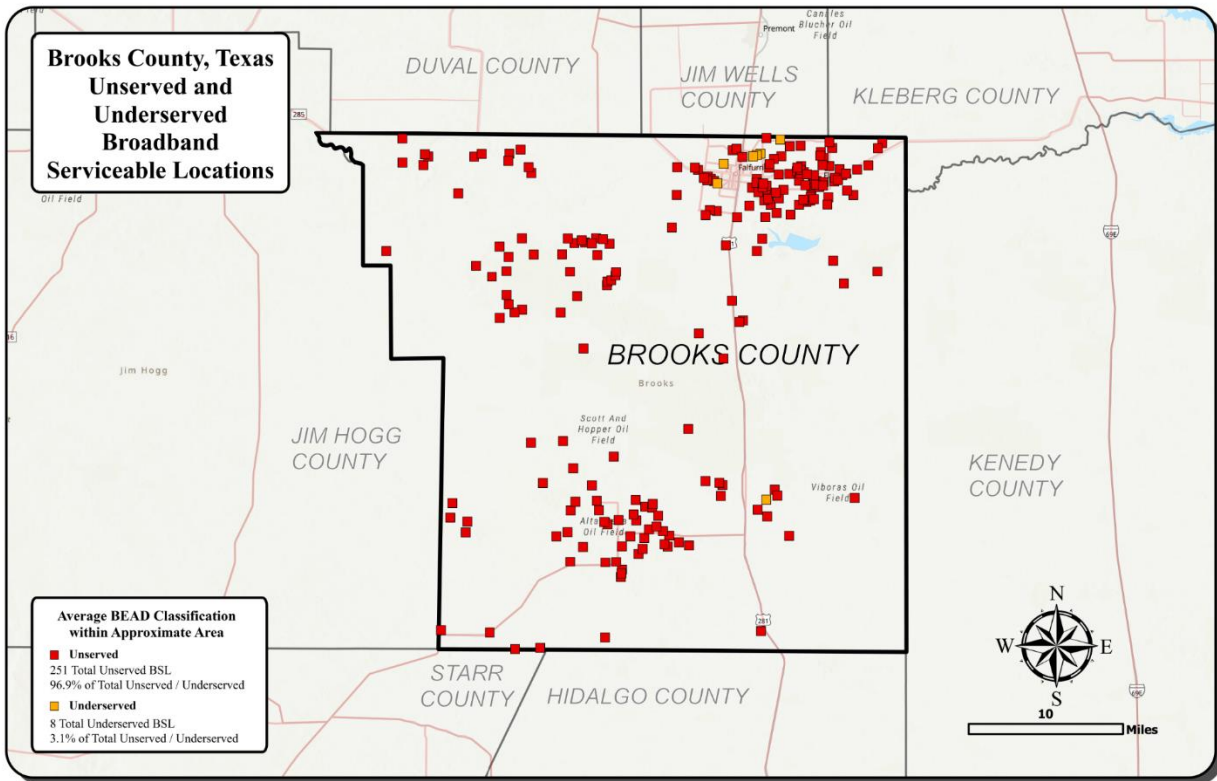 Brooks County, Texas
Unserved and
Underserved
Broadband
Serviceable Locations
DUVAL COUNTY
JIM WELLS
COUNTY
KLEBERG COUNTY
Premont
Canales
Blucher Oil
Field
285
Oil Field
Falfurri
BROOKS COUNTY
Brooks
Jim Hogg
JIM HOGG
COUNTY
Scott And
Hopper Oil
Field
Viboras Oil
Field
Oil Field
KENEDY
COUNTY
69E
281
69E
STARR
COUNTY
HIDALGO COUNTY
Average BEAD Classification
within Approximate Area
Unserved
251 Total Unserved BSL
96.9% of Total Unserved / Underserved
Underserved
8 Total Underserved BSL
3.1% of Total Unserved / Underserved
N
W
E
S
10
Miles